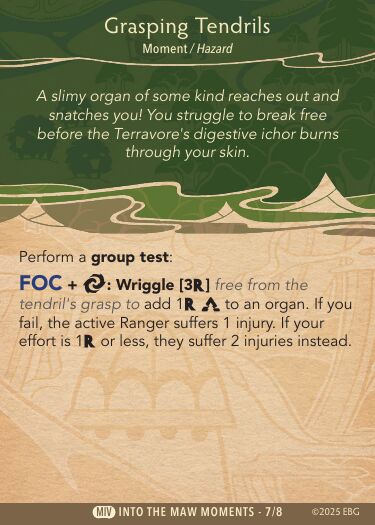 Grasping Tendrils
Moment / Hazard
A slimy organ of some kind reaches out and
snatches you! You struggle to break free
before the Terravore's digestive ichor burns
through your skin.
Perform a group test:
FOC + : Wriggle [3R] free from the
tendril's grasp to add 1R to an organ. If you
fail, the active Ranger suffers 1 injury. If your
effort is 1R or less, they suffer 2 injuries instead.
MIV INTO THE MAW MOMENTS - 7/8
©2025 EBG